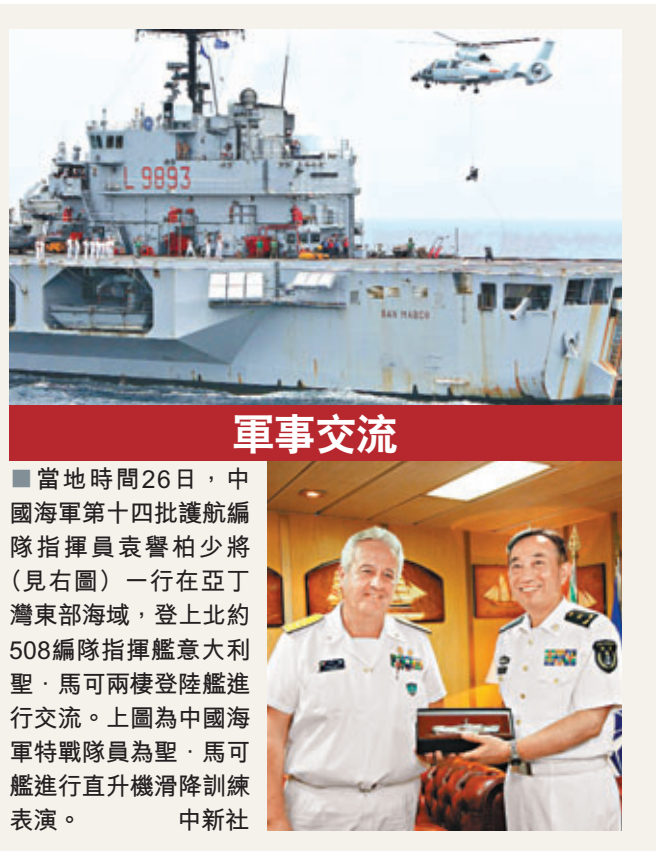 L 9893
SAN MARCO
軍事交流
■當地時間26日，中
國海軍第十四批護航編
隊指揮員袁譽柏少將
（見右圖）一行在亞丁
灣東部海域，登上北約
508編隊指揮艦意大利
聖‧馬可兩棲登陸艦進
行交流。上圖為中國海
軍特戰隊員為聖‧馬可
艦進行直升機滑降訓練
表演。 中新社